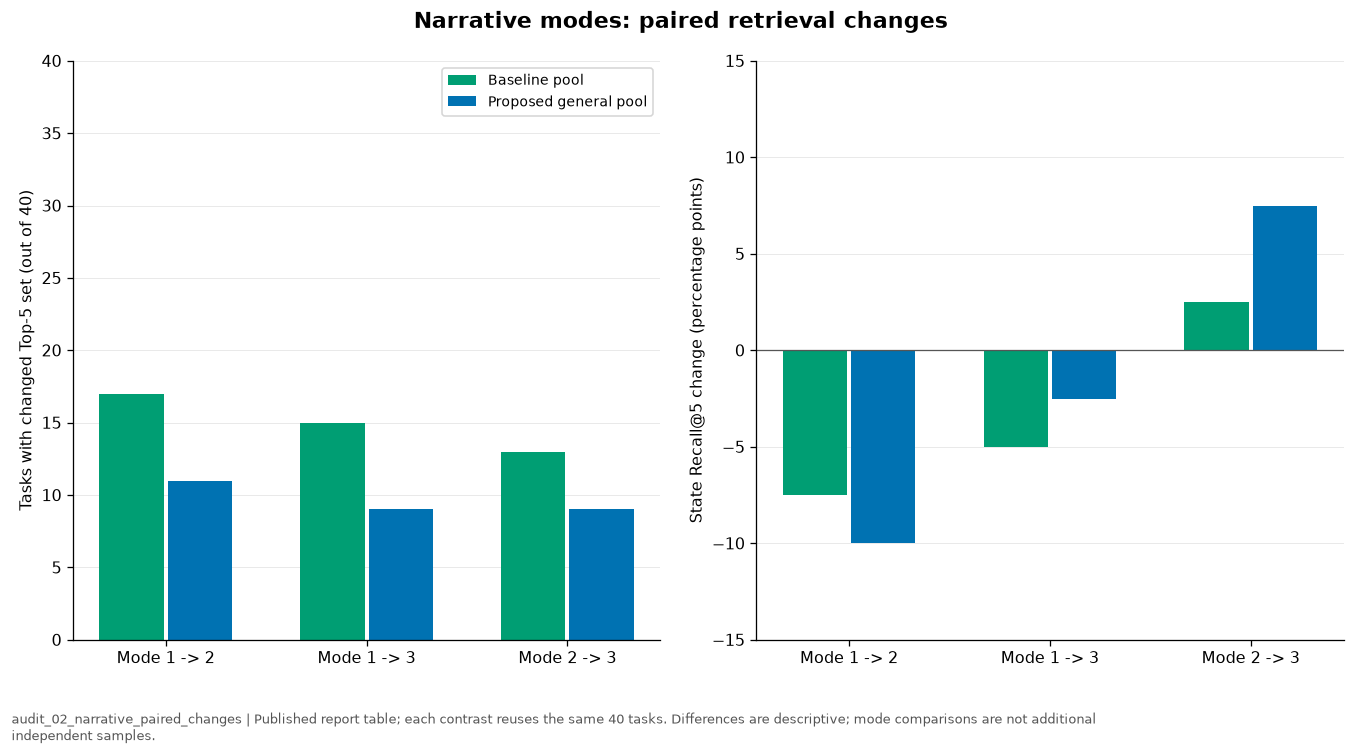 Narrative modes: paired retrieval changes
Tasks with changed Top-5 set (out of 40)
40
35
30
25
20
15
10
5
0
Baseline pool
Proposed general pool
Mode 1 -> 2
Mode 1 -> 3
Mode 2 -> 3
State Recall@5 change (percentage points)
15
10
5
0
−5
−10
−15
Mode 1 -> 2
Mode 1 -> 3
Mode 2 -> 3
audit_02_narrative_paired_changes | Published report table; each contrast reuses the same 40 tasks. Differences are descriptive; mode comparisons are not additional
independent samples.